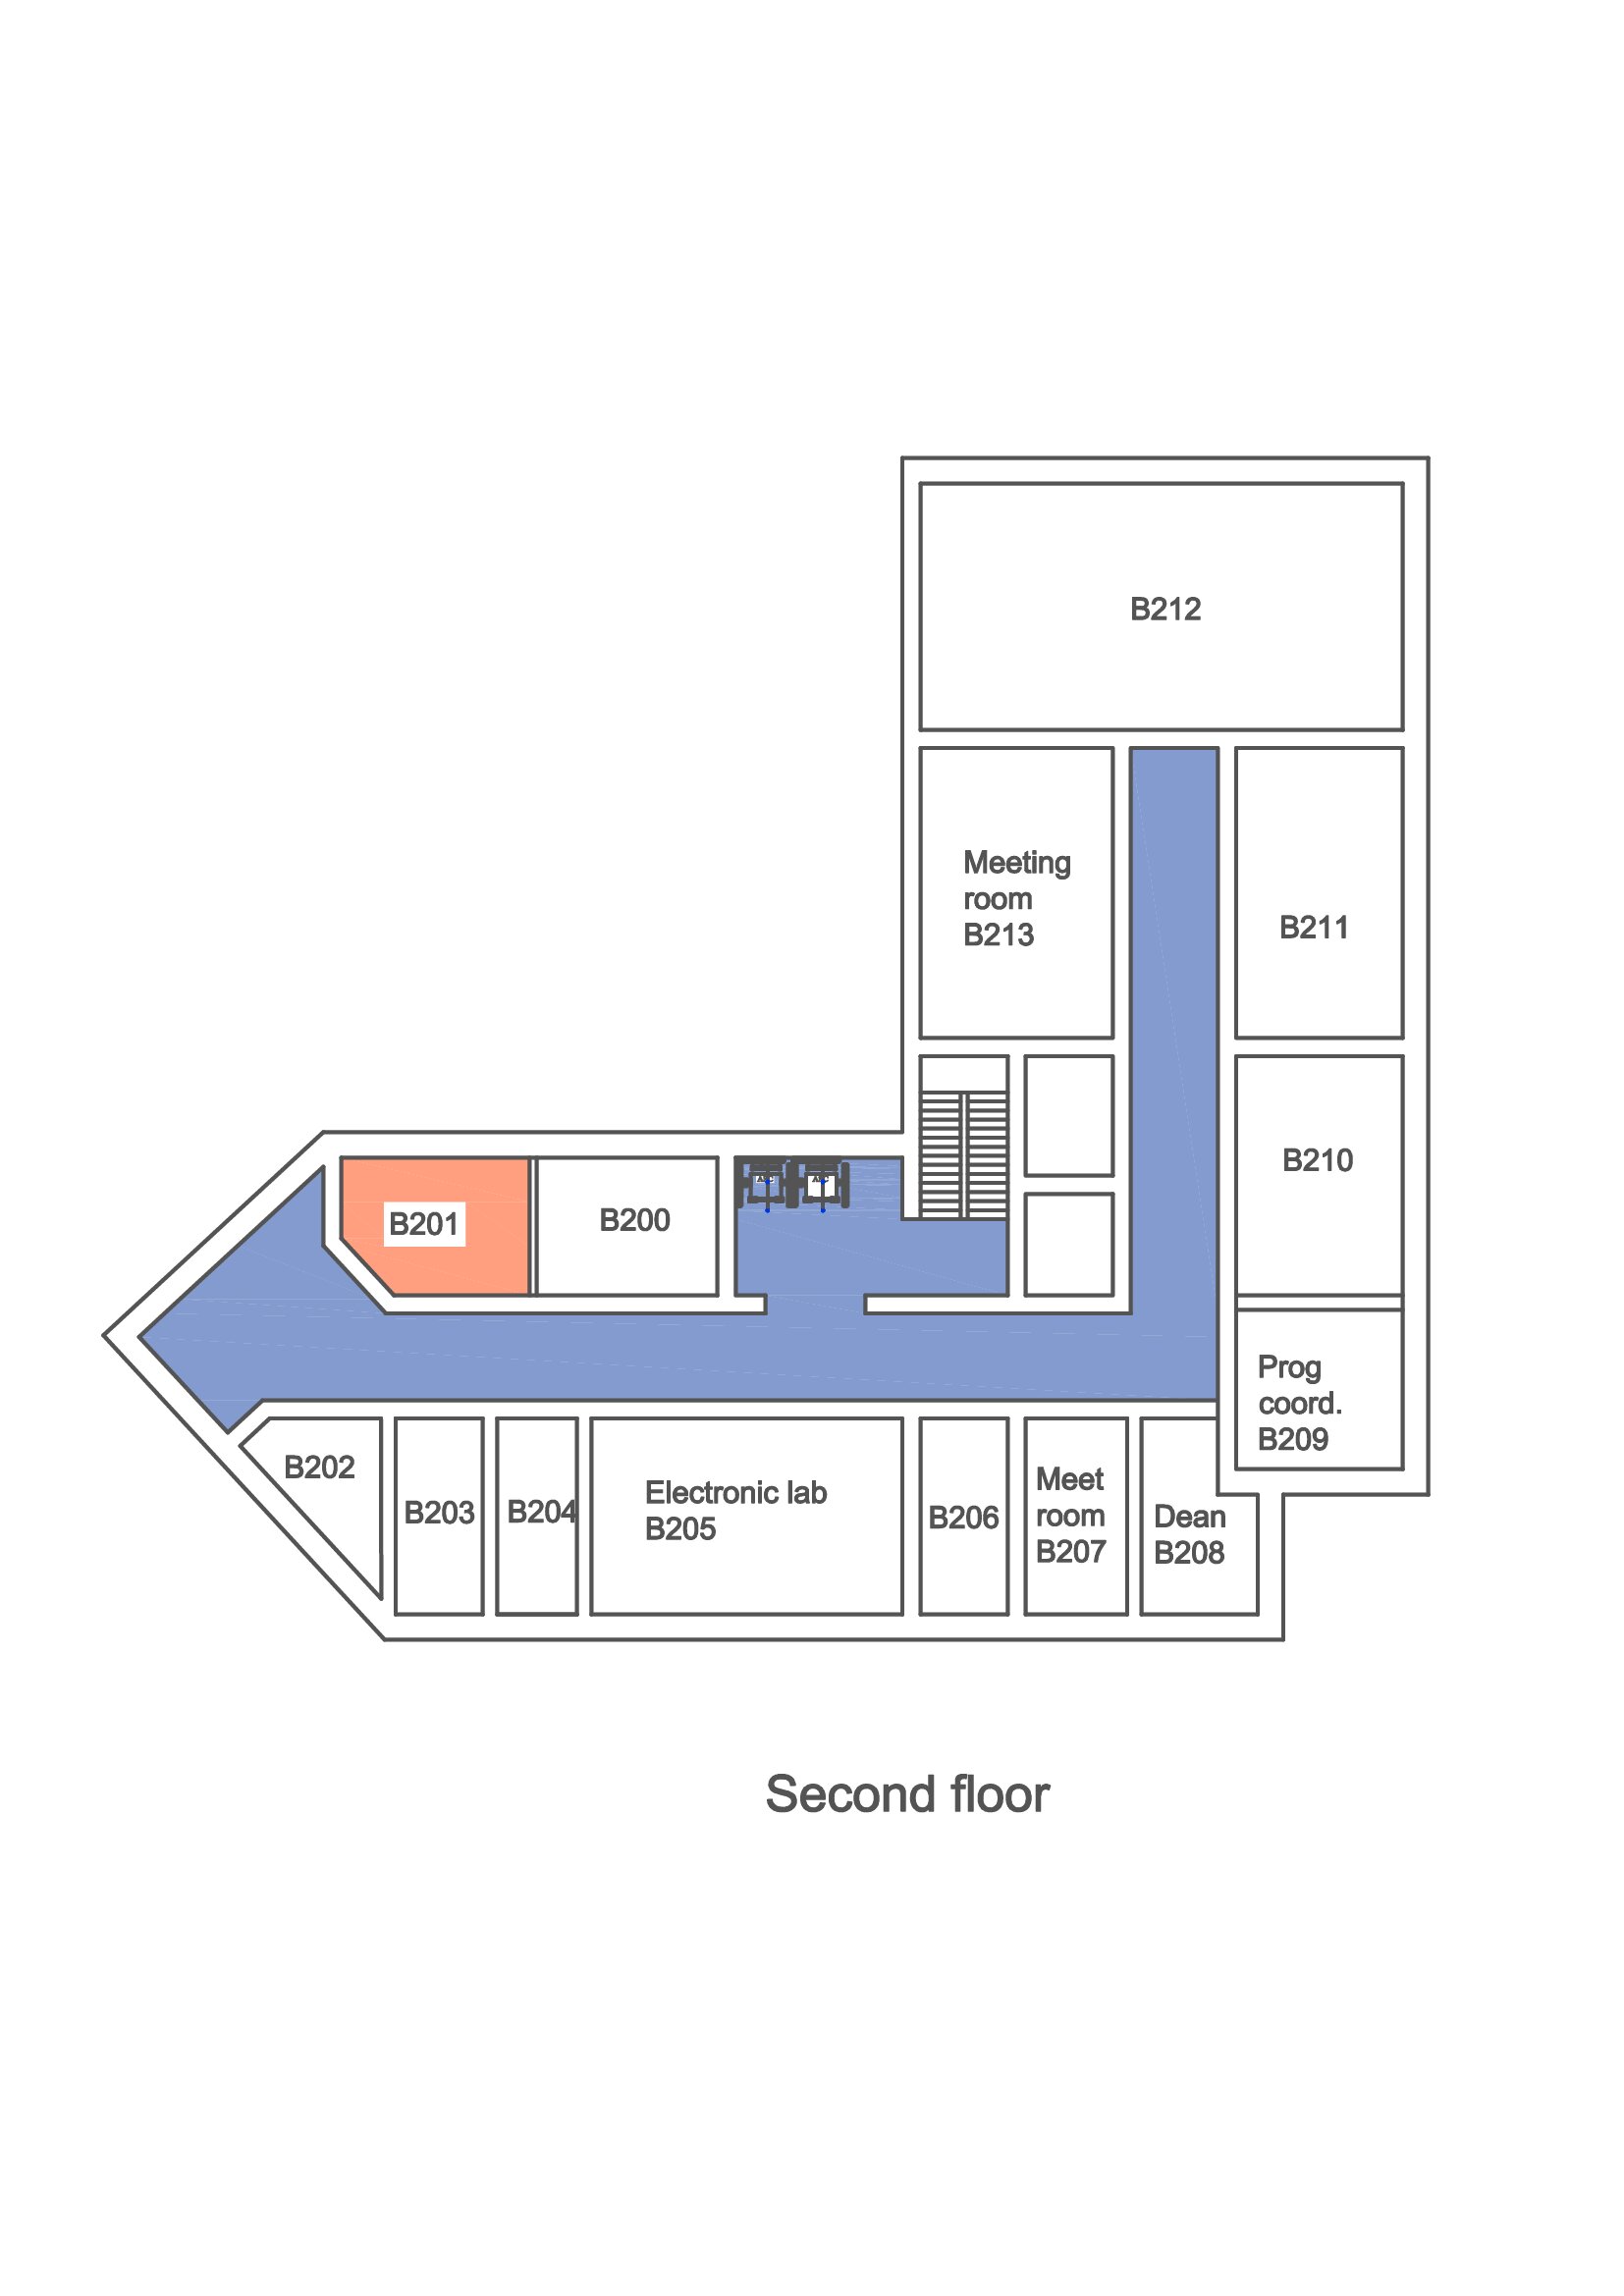 B212
Meeting
room
B213
B211
B210
B201
B200
Prog
coord.
B209
B202
B203
B204
Electronic lab
B205
B206
Meet
room
B207
Dean
B208
Second floor